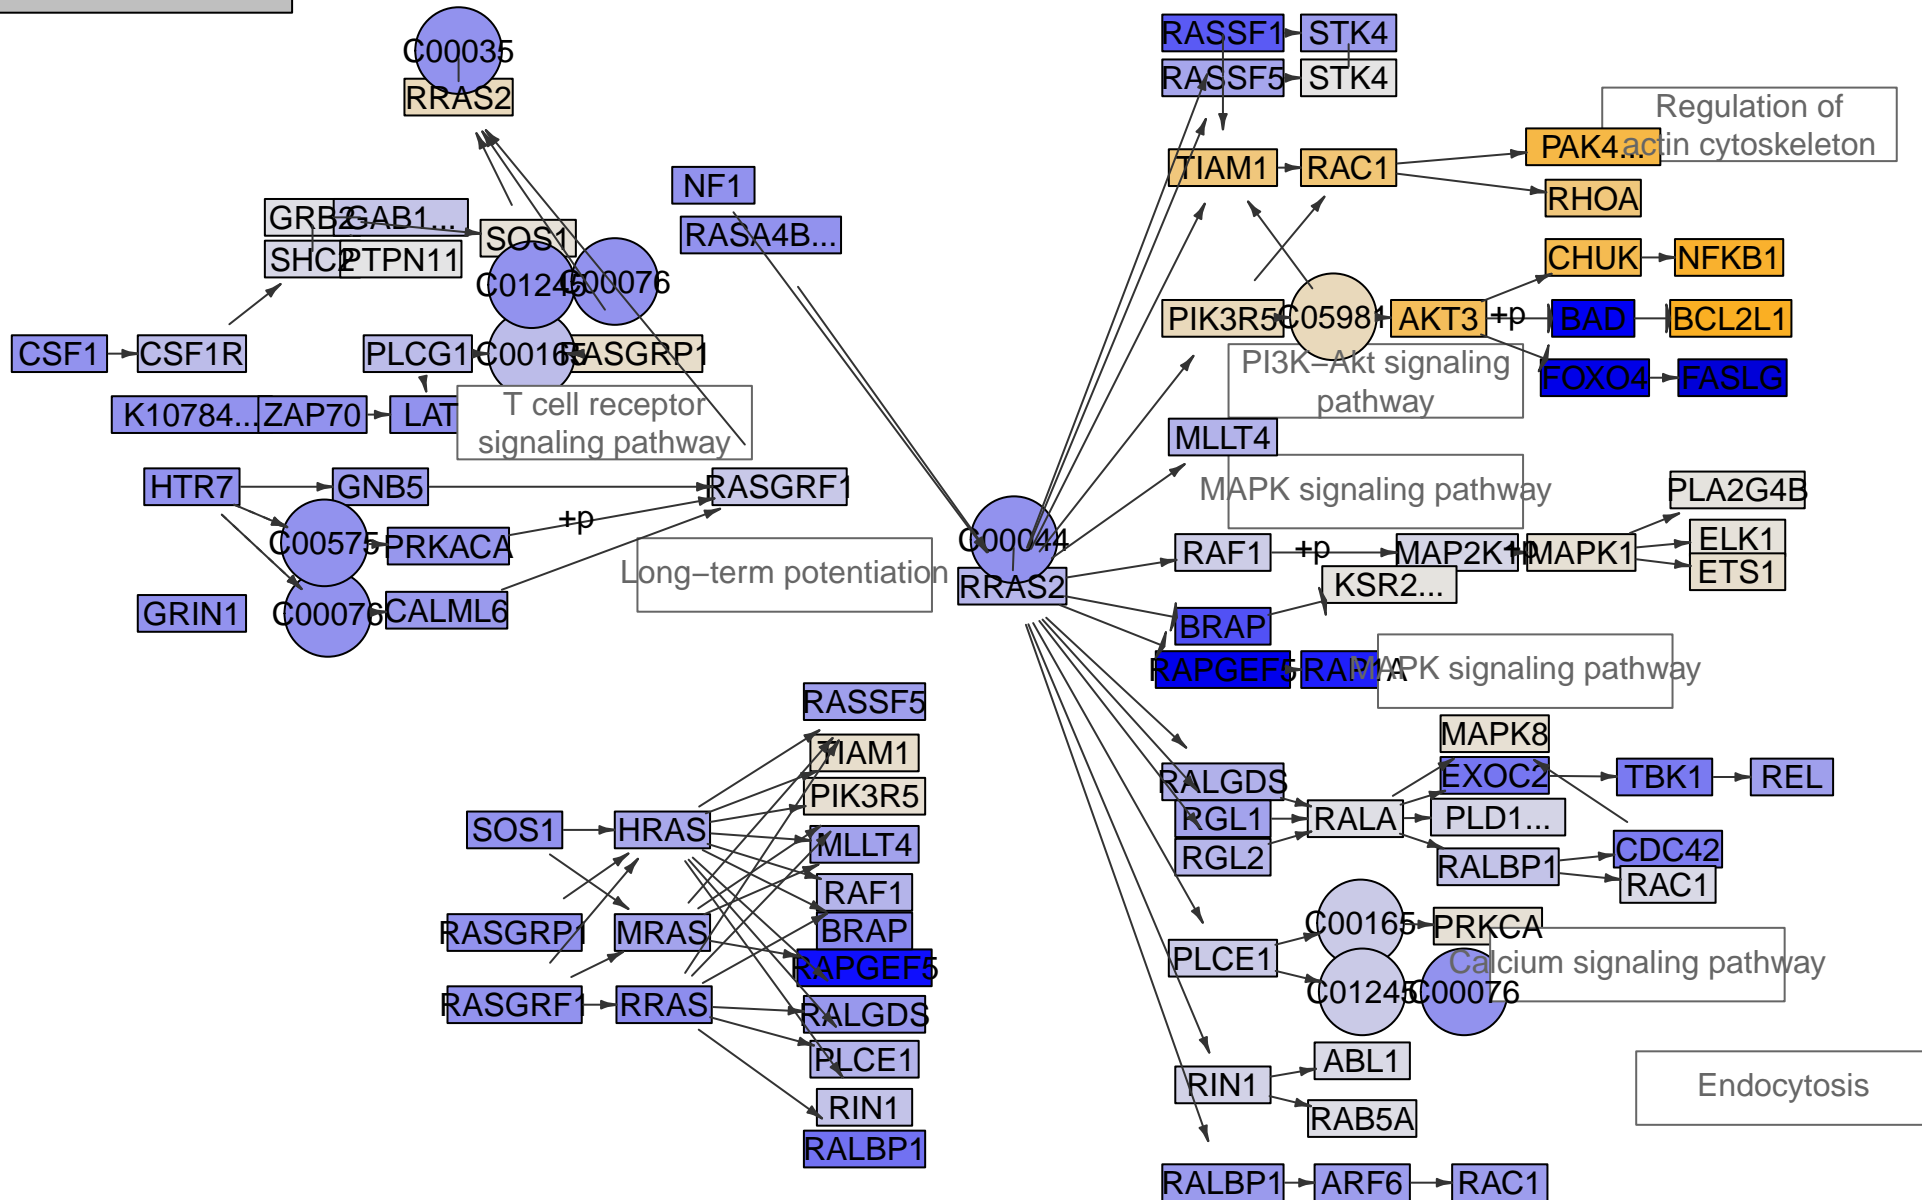 C00035
RRAS2
RASSF1
STK4
RASSF5
STK4
Regulation of
actin cytoskeleton
PAK4...
TIAM1
RAC1
RHOA
NF1
RASA4B...
GRB2
GAB1...
SOS1
SHC2
PTPN11
C01245
C00076
CHUK
NFKB1
PIK3R5
C05981
AKT3
+p
BAD
BCL2L1
CSF1
CSF1R
PLCG1
C00165
RASGRP1
PI3K–Akt signaling
pathway
FOXO4
FASLG
K10784...
ZAP70
LAT
T cell receptor
signaling pathway
MLLT4
HTR7
GNB5
RASGRF1
MAPK signaling pathway
PLA2G4B
+p
C00575
PRKACA
C00044
RRAS2
RAF1
+p
MAP2K1
+p
MAPK1
ELK1
ETS1
Long–term potentiation
KSR2...
GRIN1
C00076
CALML6
BRAP
RAPGEF5
RAP1A
MAPK signaling pathway
RASSF5
TIAM1
PIK3R5
MAPK8
RALGDS
EXOC2
TBK1
REL
SOS1
HRAS
MLLT4
RGL1
RALA
PLD1...
RGL2
RALBP1
CDC42
RAC1
RAF1
RASGRP1
MRAS
BRAP
RAPGEF5
C00165
PRKCA
PLCE1
Calcium signaling pathway
C01245
C00076
RASGRF1
RRAS
RALGDS
PLCE1
RIN1
RALBP1
RIN1
ABL1
RAB5A
Endocytosis
RALBP1
ARF6
RAC1